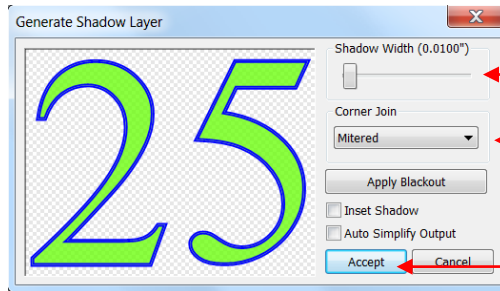 Generate Shadow Layer
X
25
Shadow Width (0.0100")
Corner Join
Mitered
Apply Blackout
Inset Shadow
Auto Simplify Output
Accept Cancel